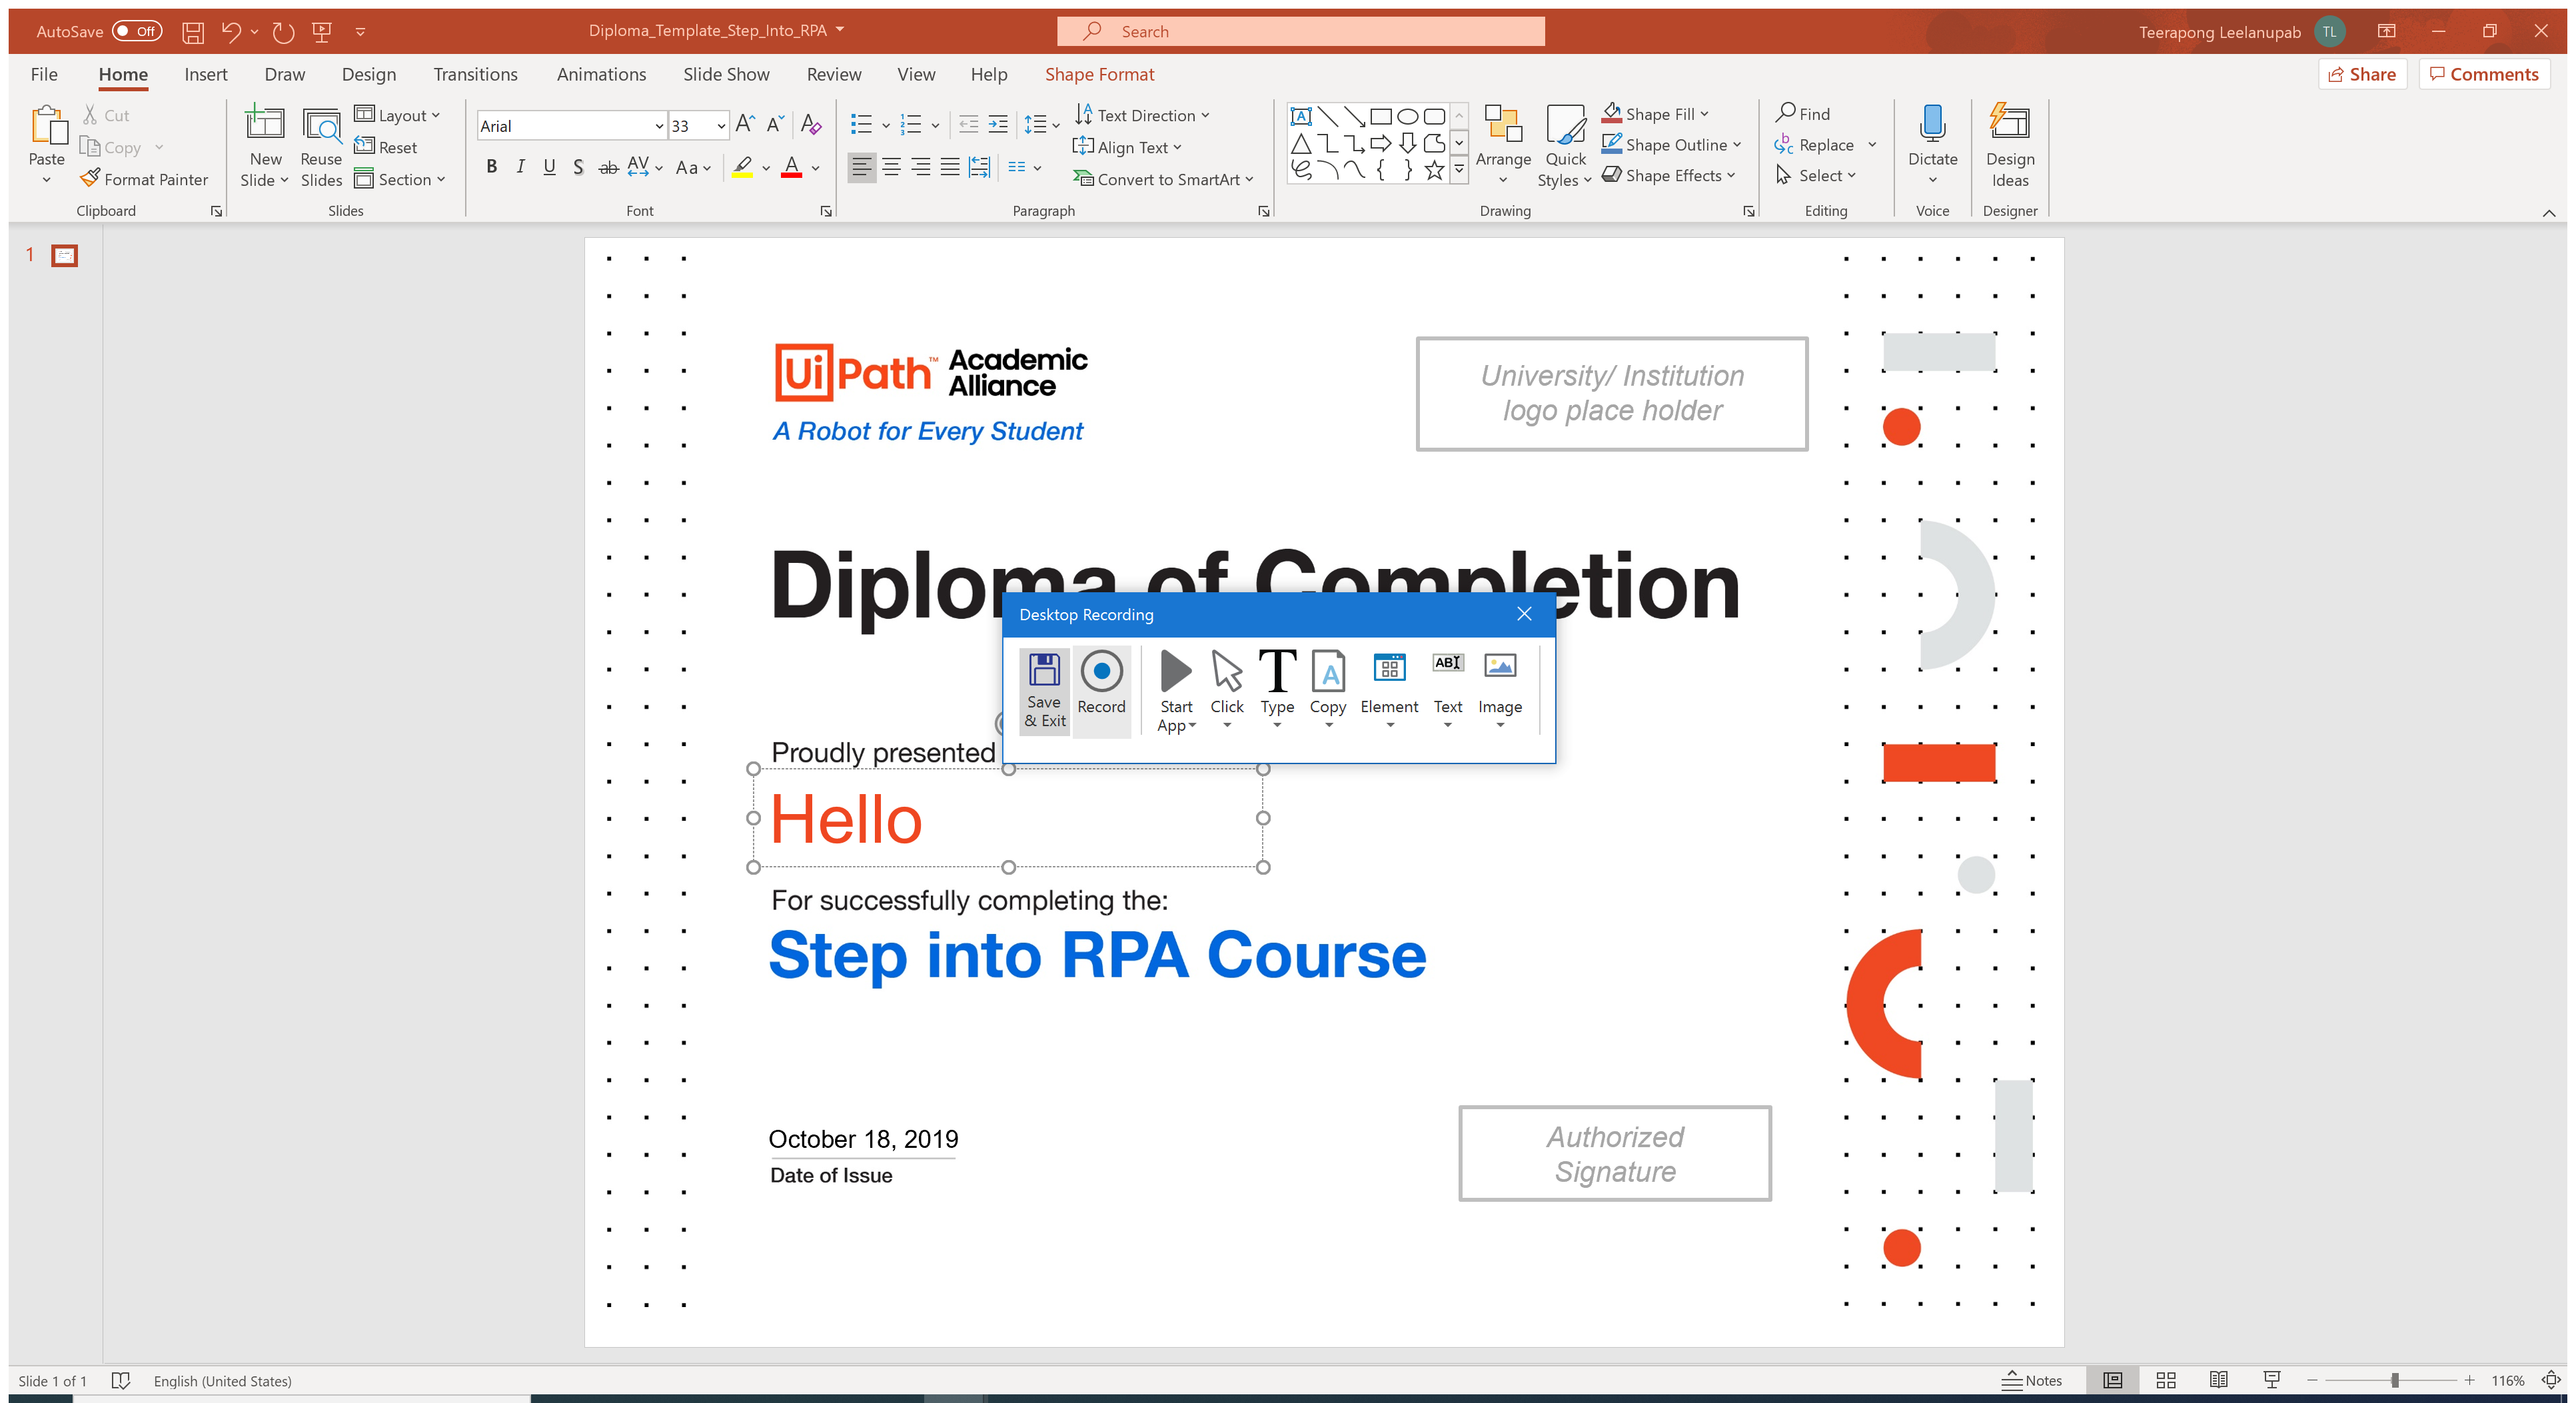 AutoSave Off Diploma_Template_Step_Into_RPA Search Teerapong Leelanupab TL
File Home Insert Draw Design Transitions Animations Slide Show Review View Help Shape Format Share Comments
Paste
Cut
Copy
Format Painter
Clipboard
New
Slide
Reuse
Slides
Layout
Reset
Section
Slides
Arial 33
B I U S ab AV Aa A
Font
Text Direction
Align Text
Convert to SmartArt
Paragraph
Arrange
Quick
Styles
Shape Fill
Shape Outline
Shape Effects
Drawing
Find
Replace
Select
Editing
Dictate
Voice
Design
Ideas
Designer
1
UiPath™ Academic
Alliance
A Robot for Every Student
University/ Institution
logo place holder
Diploma of Completion
Desktop Recording
Save
& Exit
Record
Start
App
Click
Type
Copy
Element
Text
Image
Proudly presented
Hello
For successfully completing the:
Step into RPA Course
October 18, 2019
Date of Issue
Authorized
Signature
Slide 1 of 1 English (United States) Notes 116%